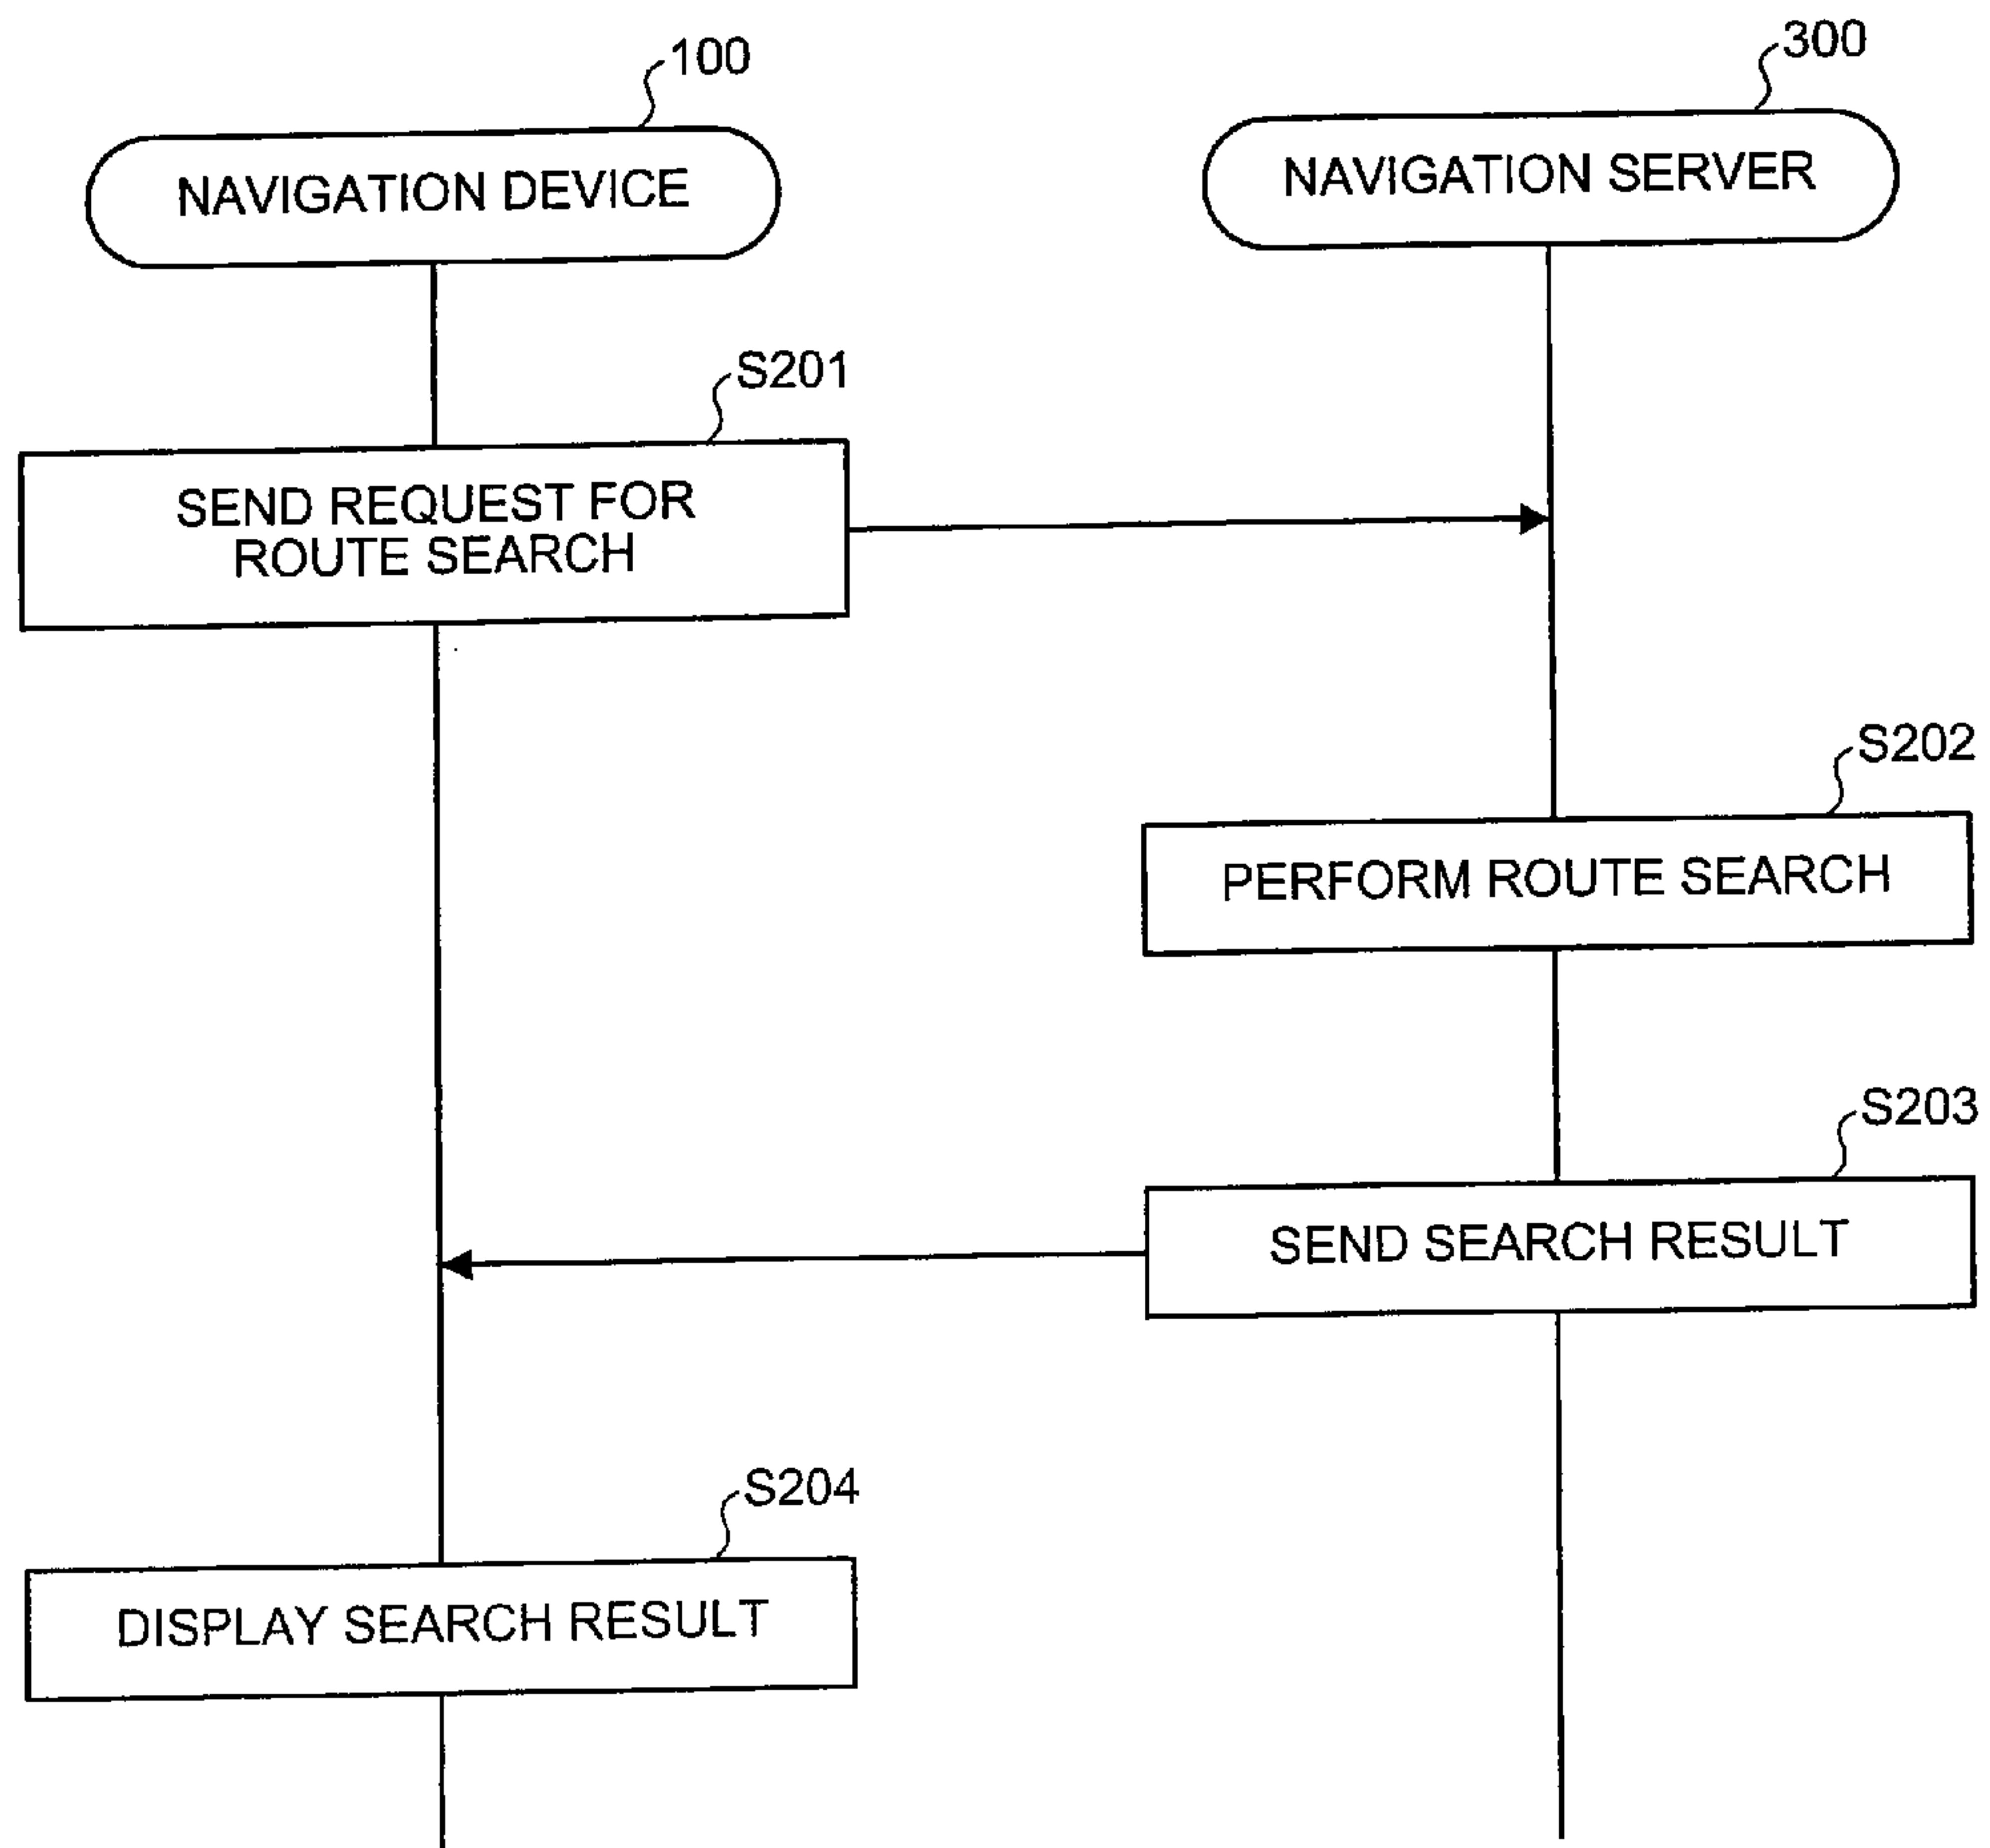 100
NAVIGATION DEVICE
300
NAVIGATION SERVER
S201
SEND REQUEST FOR
ROUTE SEARCH
S202
PERFORM ROUTE SEARCH
S203
SEND SEARCH RESULT
S204
DISPLAY SEARCH RESULT